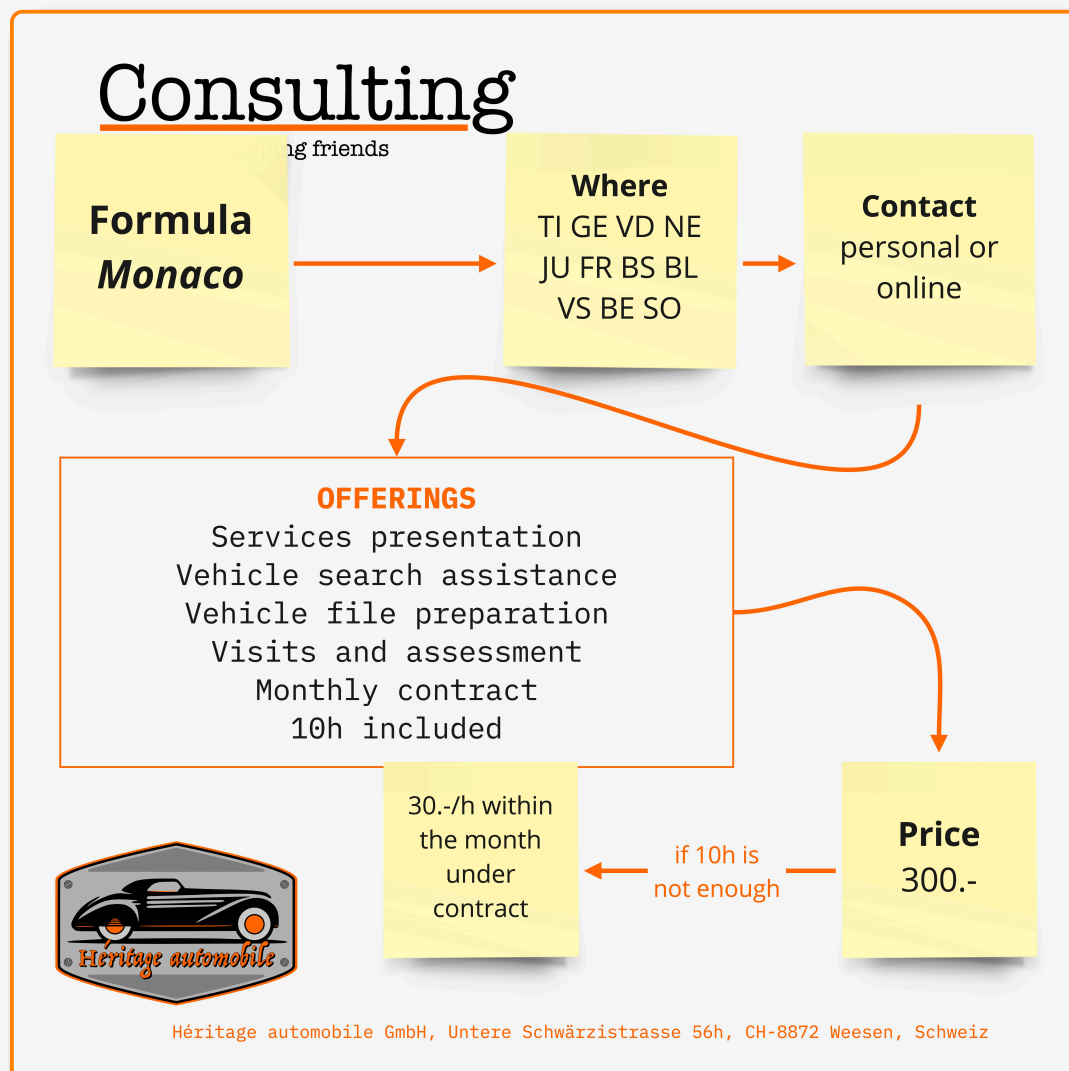 Consulting
ng friends
Formula
Monaco
Where
TI GE VD NE
JU FR BS BL
VS BE SO
Contact
personal or
online
OFFERINGS
Services presentation
Vehicle search assistance
Vehicle file preparation
Visits and assessment
Monthly contract
10h included
Price
300.-
if 10h is
not enough
30.-/h within
the month
under
contract
Héritage automobile
Héritage automobile GmbH, Untere Schwärzistrasse 56h, CH-8872 Weesen, Schweiz